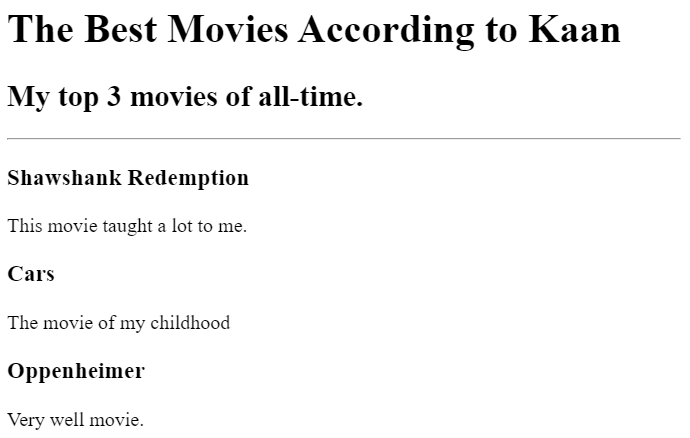 The Best Movies According to Kaan
My top 3 movies of all-time.
Shawshank Redemption
This movie taught a lot to me.
Cars
The movie of my childhood
Oppenheimer
Very well movie.